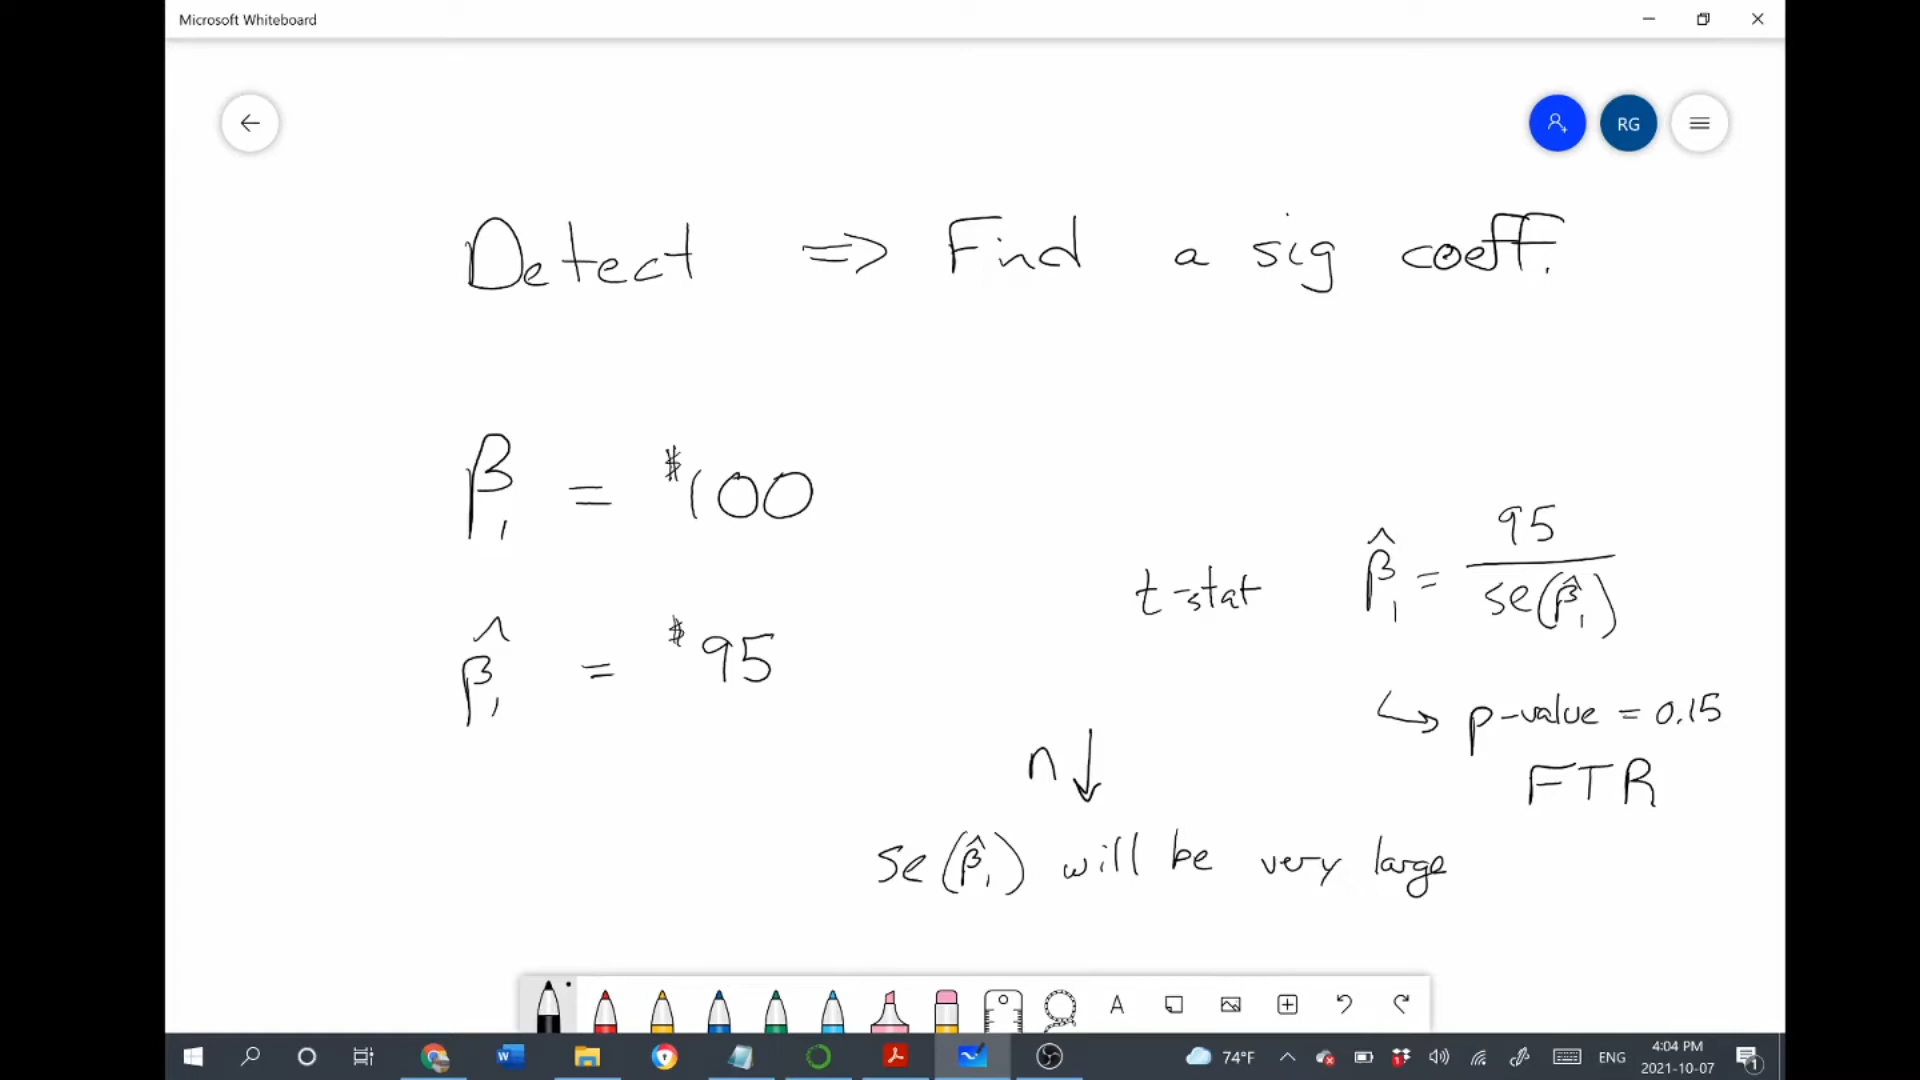 Microsoft Whiteboard
RG
Detect => Find a sig coeff.
β₁ = $100
β̂₁ = $95
t-stat β̂₁ = 95 / se(β̂₁)
↳ p-value = 0.15
FTR
n↓
se(β̂₁) will be very large
A
74°F
ENG
4:04 PM
2021-10-07
1